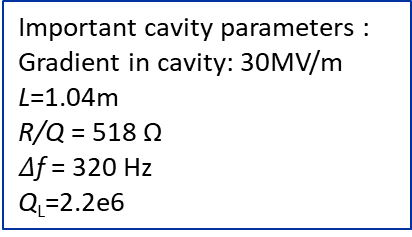 Important cavity parameters :
Gradient in cavity: 30MV/m
L=1.04m
R/Q = 518 Ω
Δf = 320 Hz
QL=2.2e6